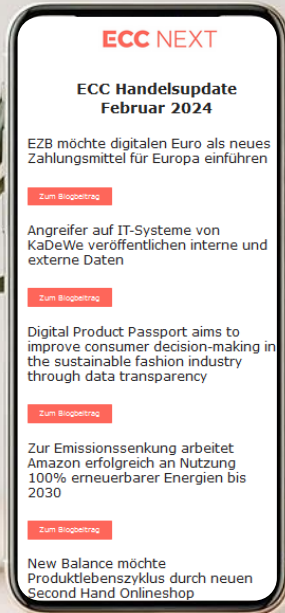 ECC NEXT
ECC Handelsupdate
Februar 2024
EZB möchte digitalen Euro als neues
Zahlungsmittel für Europa einführen
Zum Blogbeitrag
Angreifer auf IT-Systeme von
KaDeWe veröffentlichen interne und
externe Daten
Zum Blogbeitrag
Digital Product Passport aims to
improve consumer decision-making in
the sustainable fashion industry
through data transparency
Zum Blogbeitrag
Zur Emissionssenkung arbeitet
Amazon erfolgreich an Nutzung
100% erneuerbarer Energien bis
2030
Zum Blogbeitrag
New Balance möchte
Produktlebenszyklus durch neuen
Second Hand Onlineshop